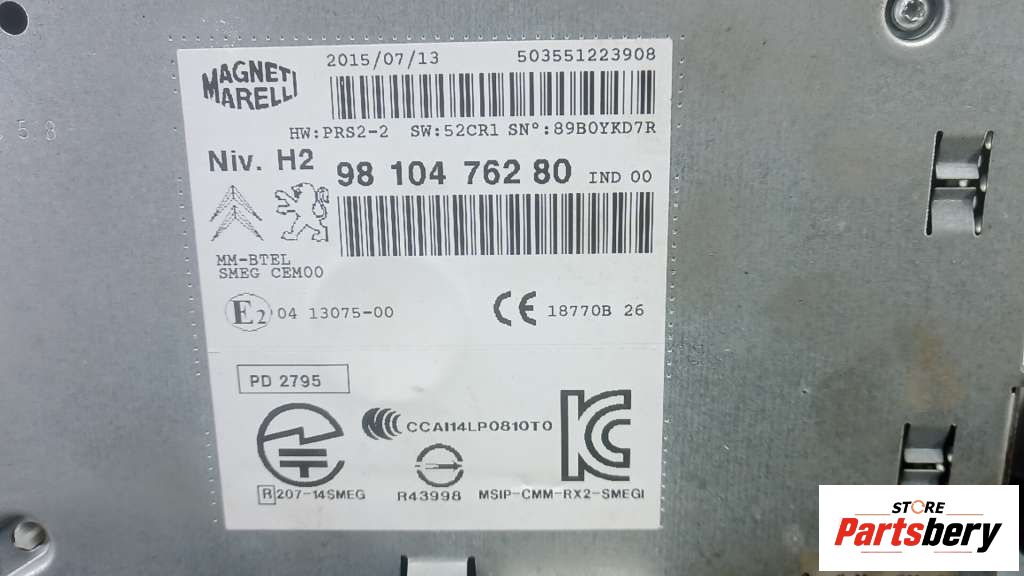 2015/07/13 503551223908
MAGNETI
MARELLI
HW:PRS2-2 SW:52CR1 SN°:89B0YKD7R
Niv. H2 98 104 762 80 IND 00
MM-BTEL
SMEG CEM00
E2 04 13075-00 CE 18770B 26
PD 2795
CCAI14LP0810T0
R 207-14SMEG R43998 MSIP-CMM-RX2-SMEGI
STORE
Partsbery